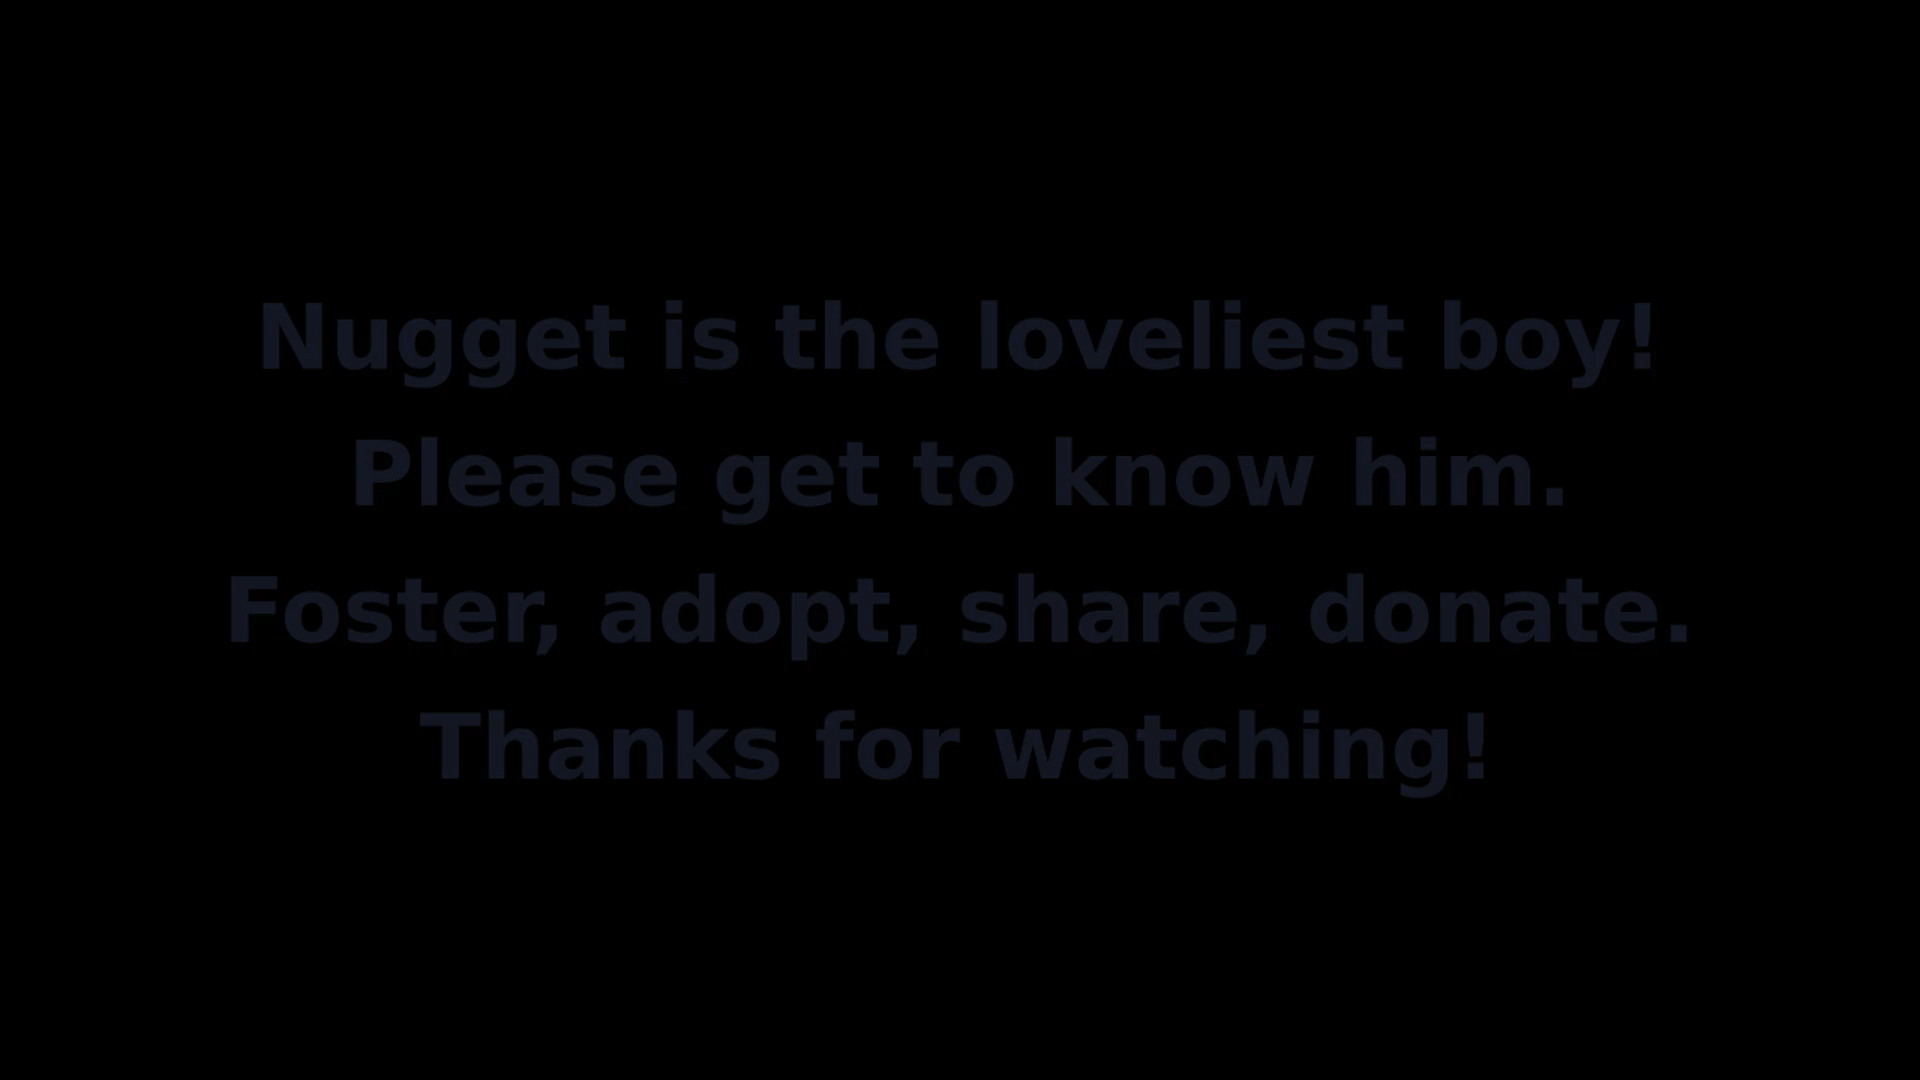 Nugget is the loveliest boy!
Please get to know him.
Foster, adopt, share, donate.
Thanks for watching!